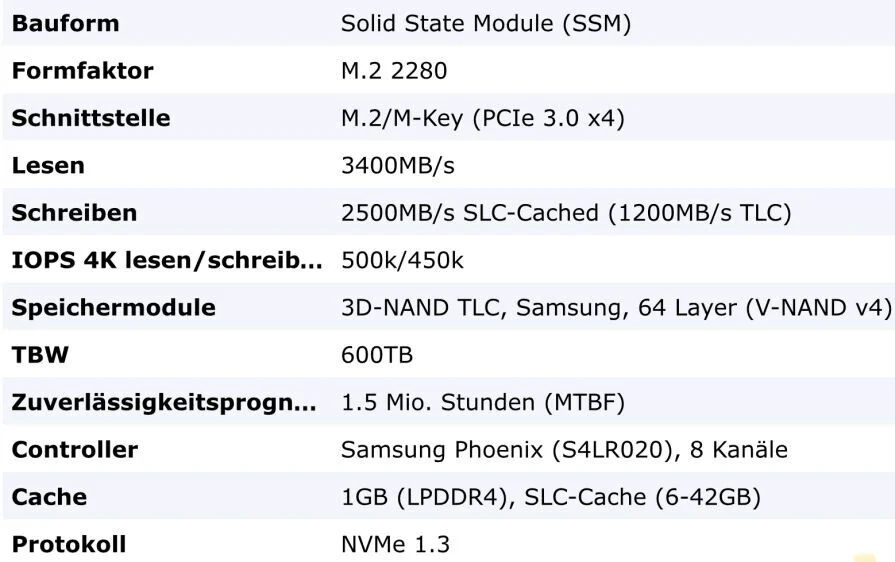 Bauform Solid State Module (SSM)
Formfaktor M.2 2280
Schnittstelle M.2/M-Key (PCIe 3.0 x4)
Lesen 3400MB/s
Schreiben 2500MB/s SLC-Cached (1200MB/s TLC)
IOPS 4K lesen/schreib... 500k/450k
Speichermodule 3D-NAND TLC, Samsung, 64 Layer (V-NAND v4)
TBW 600TB
Zuverlässigkeitsprogn... 1.5 Mio. Stunden (MTBF)
Controller Samsung Phoenix (S4LR020), 8 Kanäle
Cache 1GB (LPDDR4), SLC-Cache (6-42GB)
Protokoll NVMe 1.3